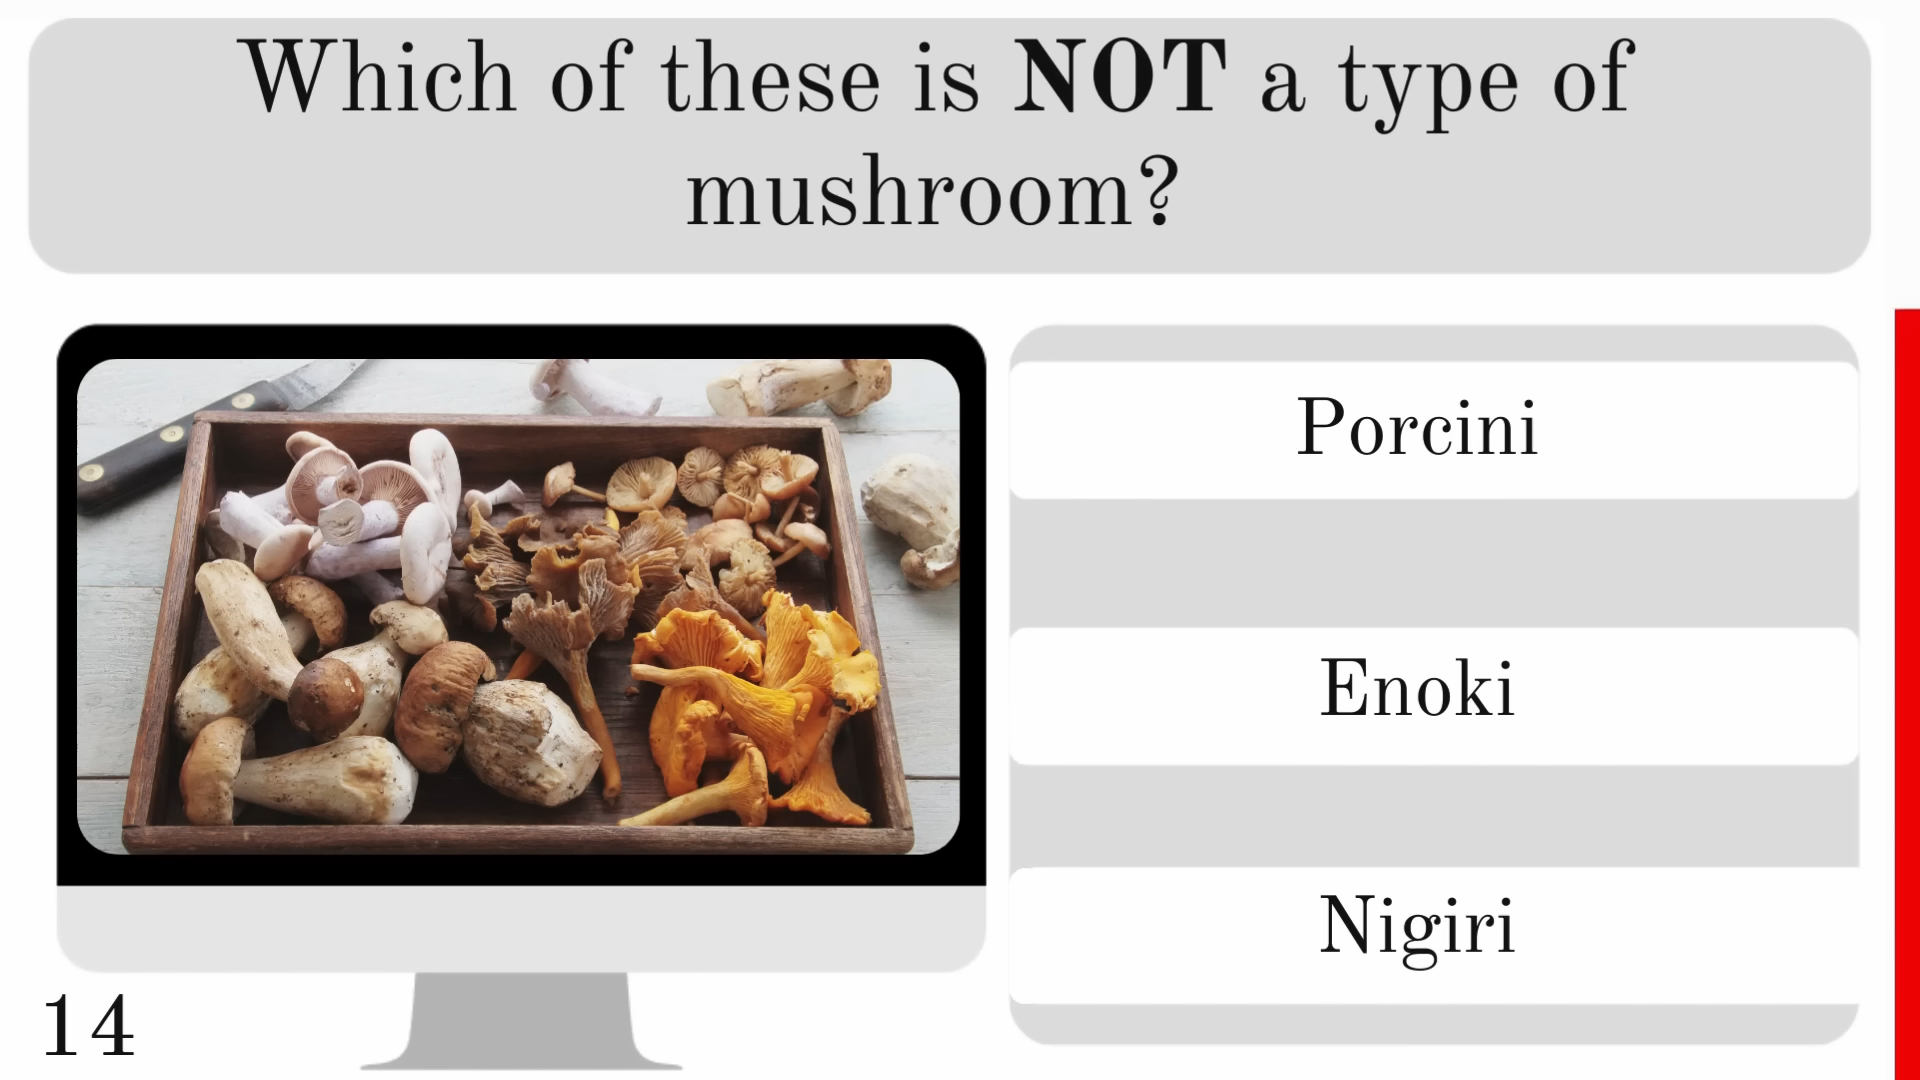 Which of these is NOT a type of
mushroom?
Porcini
Enoki
Nigiri
14